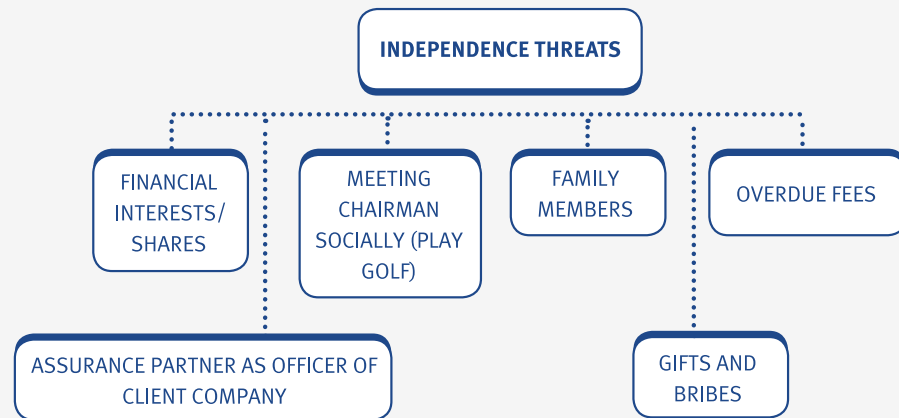 INDEPENDENCE THREATS
FINANCIAL
INTERESTS/
SHARES
MEETING
CHAIRMAN
SOCIALLY (PLAY
GOLF)
FAMILY
MEMBERS
OVERDUE FEES
ASSURANCE PARTNER AS OFFICER OF
CLIENT COMPANY
GIFTS AND
BRIBES